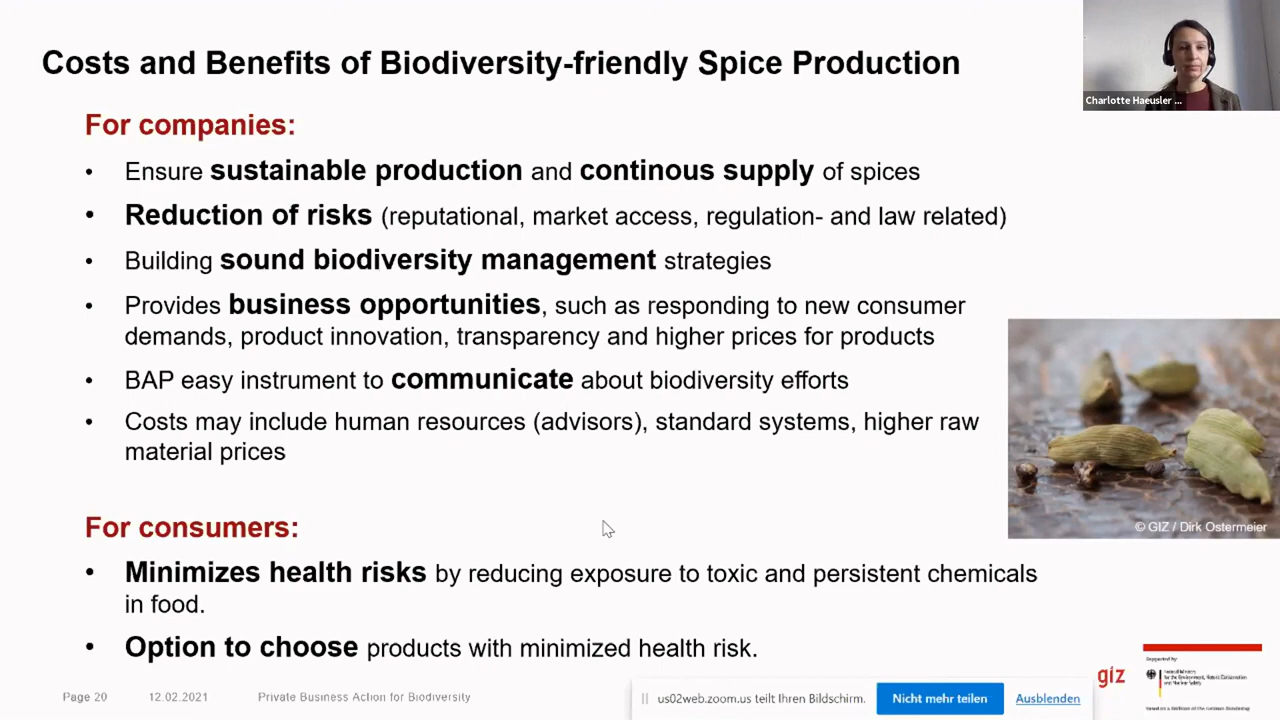 Costs and Benefits of Biodiversity-friendly Spice Production
Charlotte Haeusler ...
For companies:
• Ensure sustainable production and continous supply of spices
• Reduction of risks (reputational, market access, regulation- and law related)
• Building sound biodiversity management strategies
• Provides business opportunities, such as responding to new consumer
demands, product innovation, transparency and higher prices for products
• BAP easy instrument to communicate about biodiversity efforts
• Costs may include human resources (advisors), standard systems, higher raw
material prices
© GIZ / Dirk Ostermeier
For consumers:
• Minimizes health risks by reducing exposure to toxic and persistent chemicals
in food.
• Option to choose products with minimized health risk.
Page 20
12.02.2021
Private Business Action for Biodiversity
us02web.zoom.us teilt Ihren Bildschirm.
Nicht mehr teilen
Ausblenden
giz
Supported by: